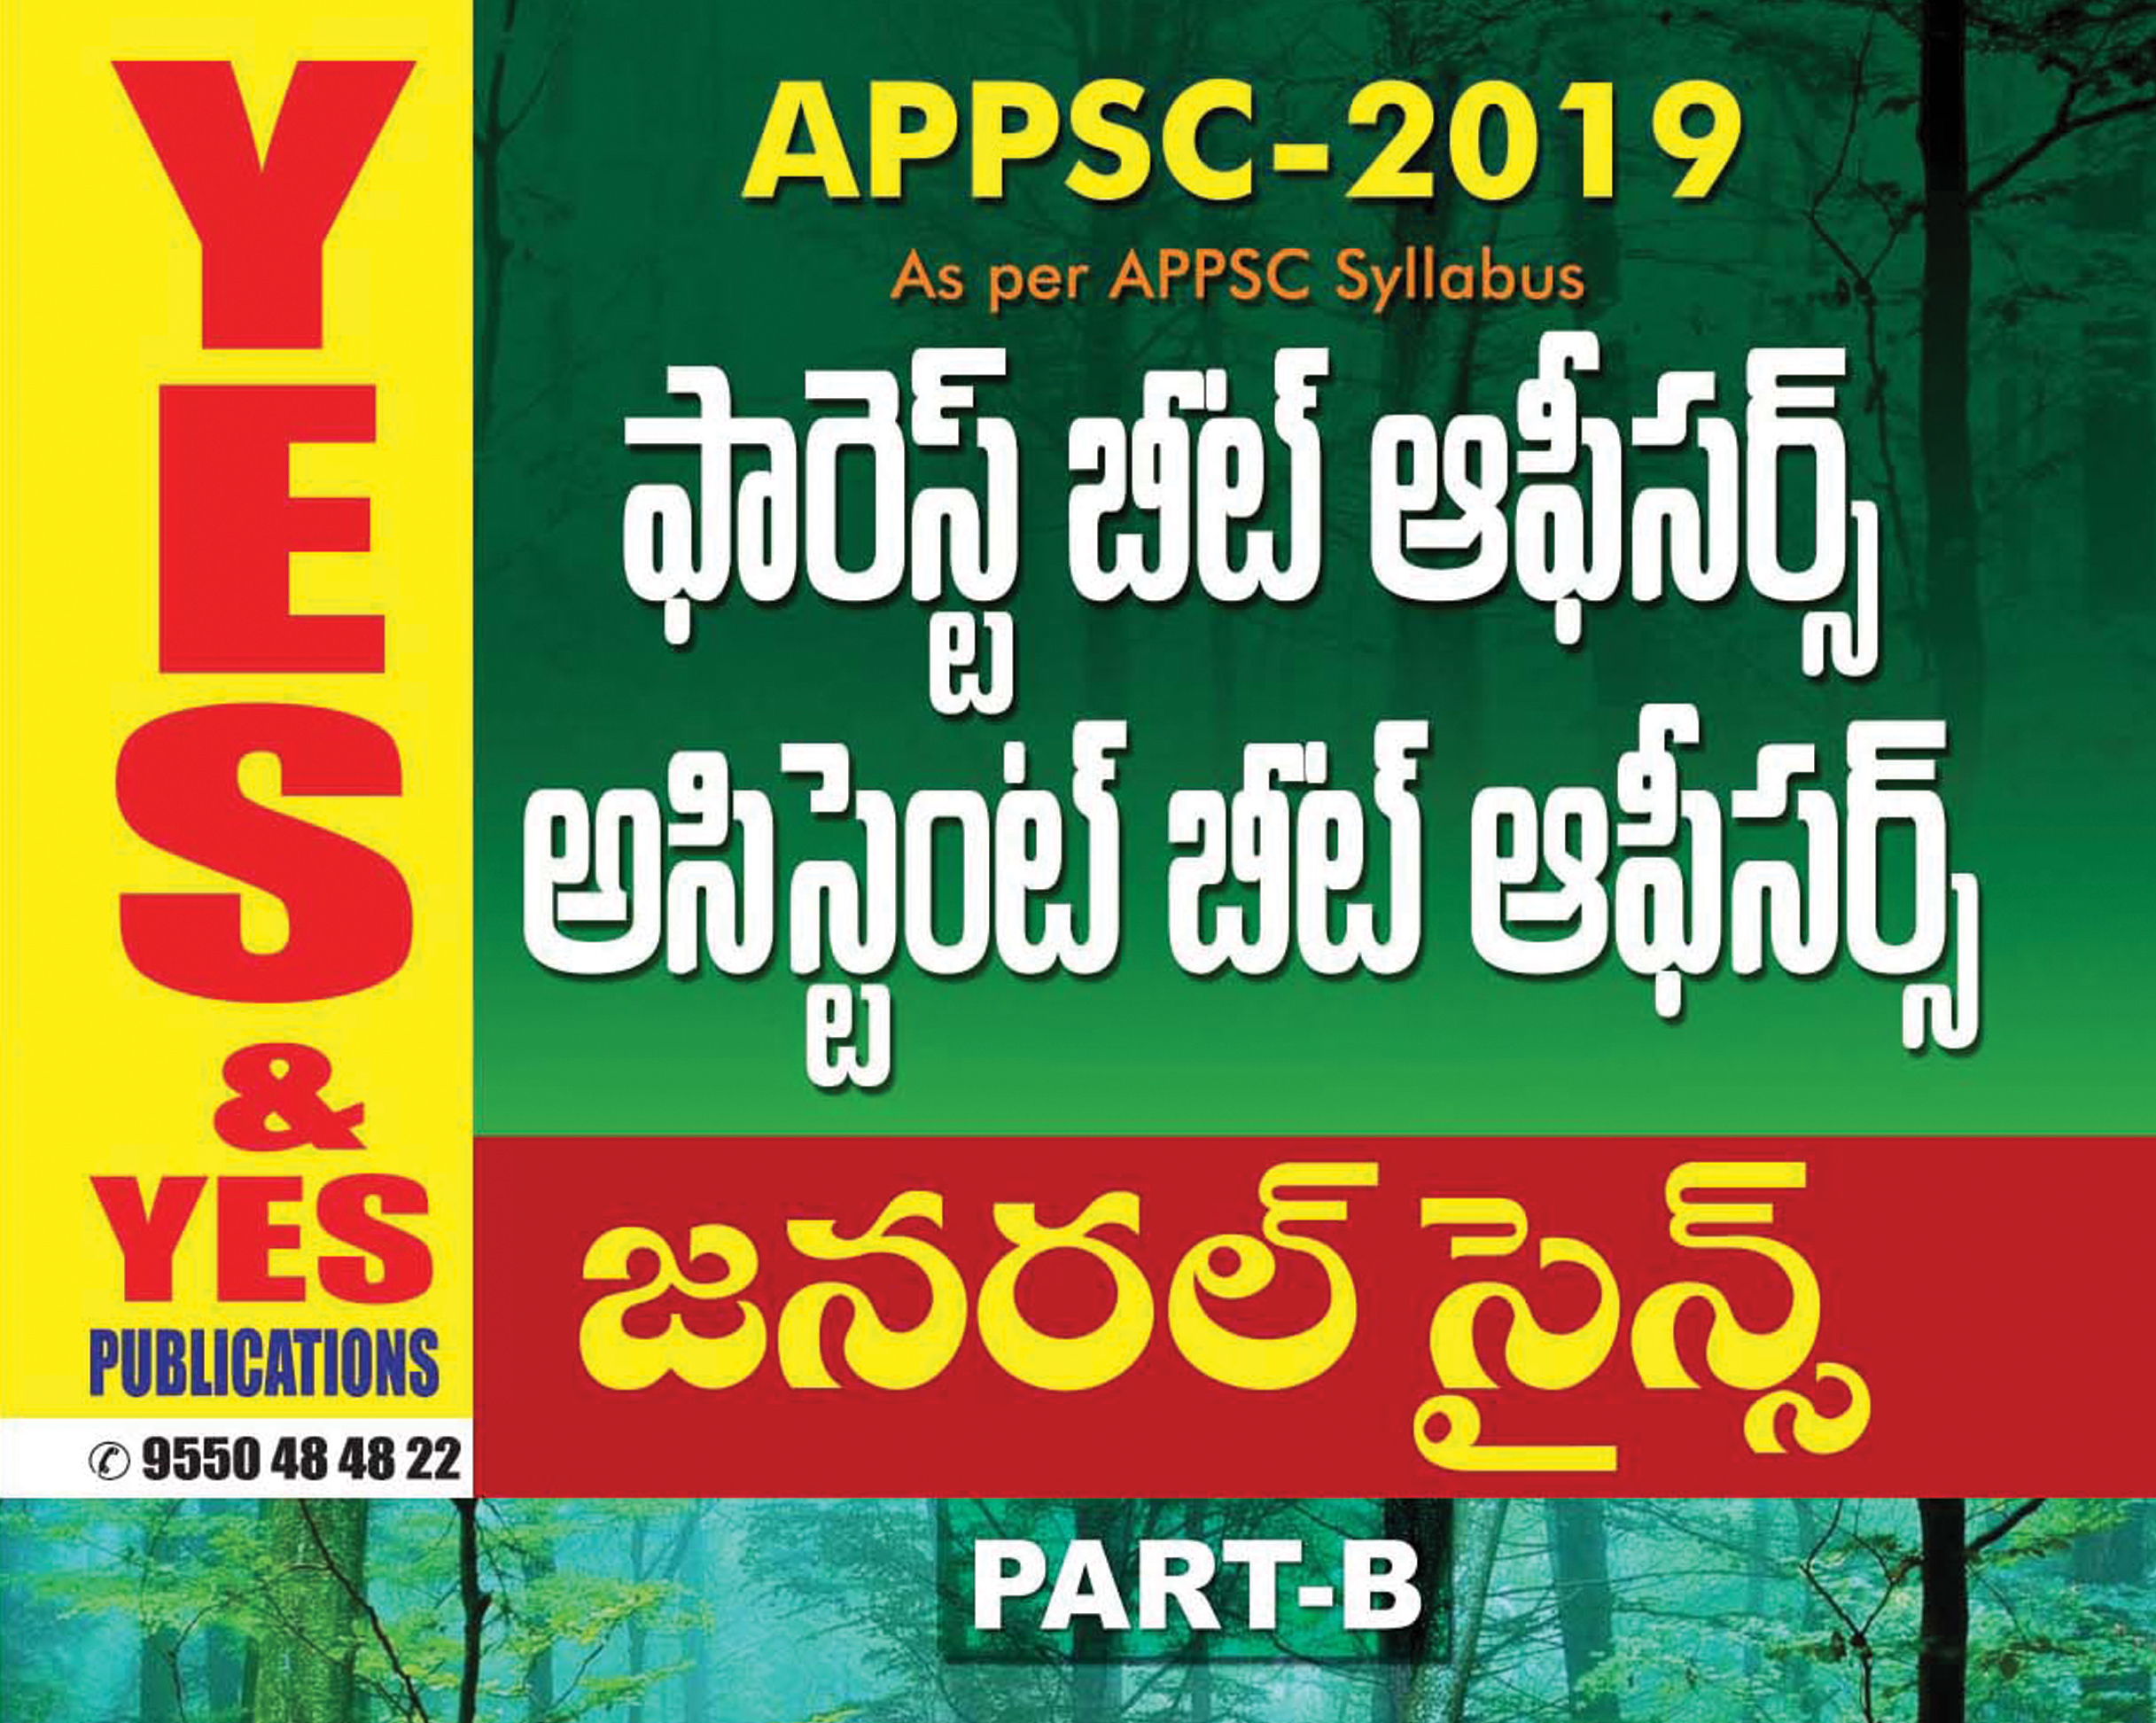 YES
&
YES
PUBLICATIONS
✆ 9550 48 48 22
APPSC-2019
As per APPSC Syllabus
ఫారెస్ట్ బీట్ ఆఫీసర్స్
అసిస్టెంట్ బీట్ ఆఫీసర్స్
జనరల్ సైన్స్
PART-B